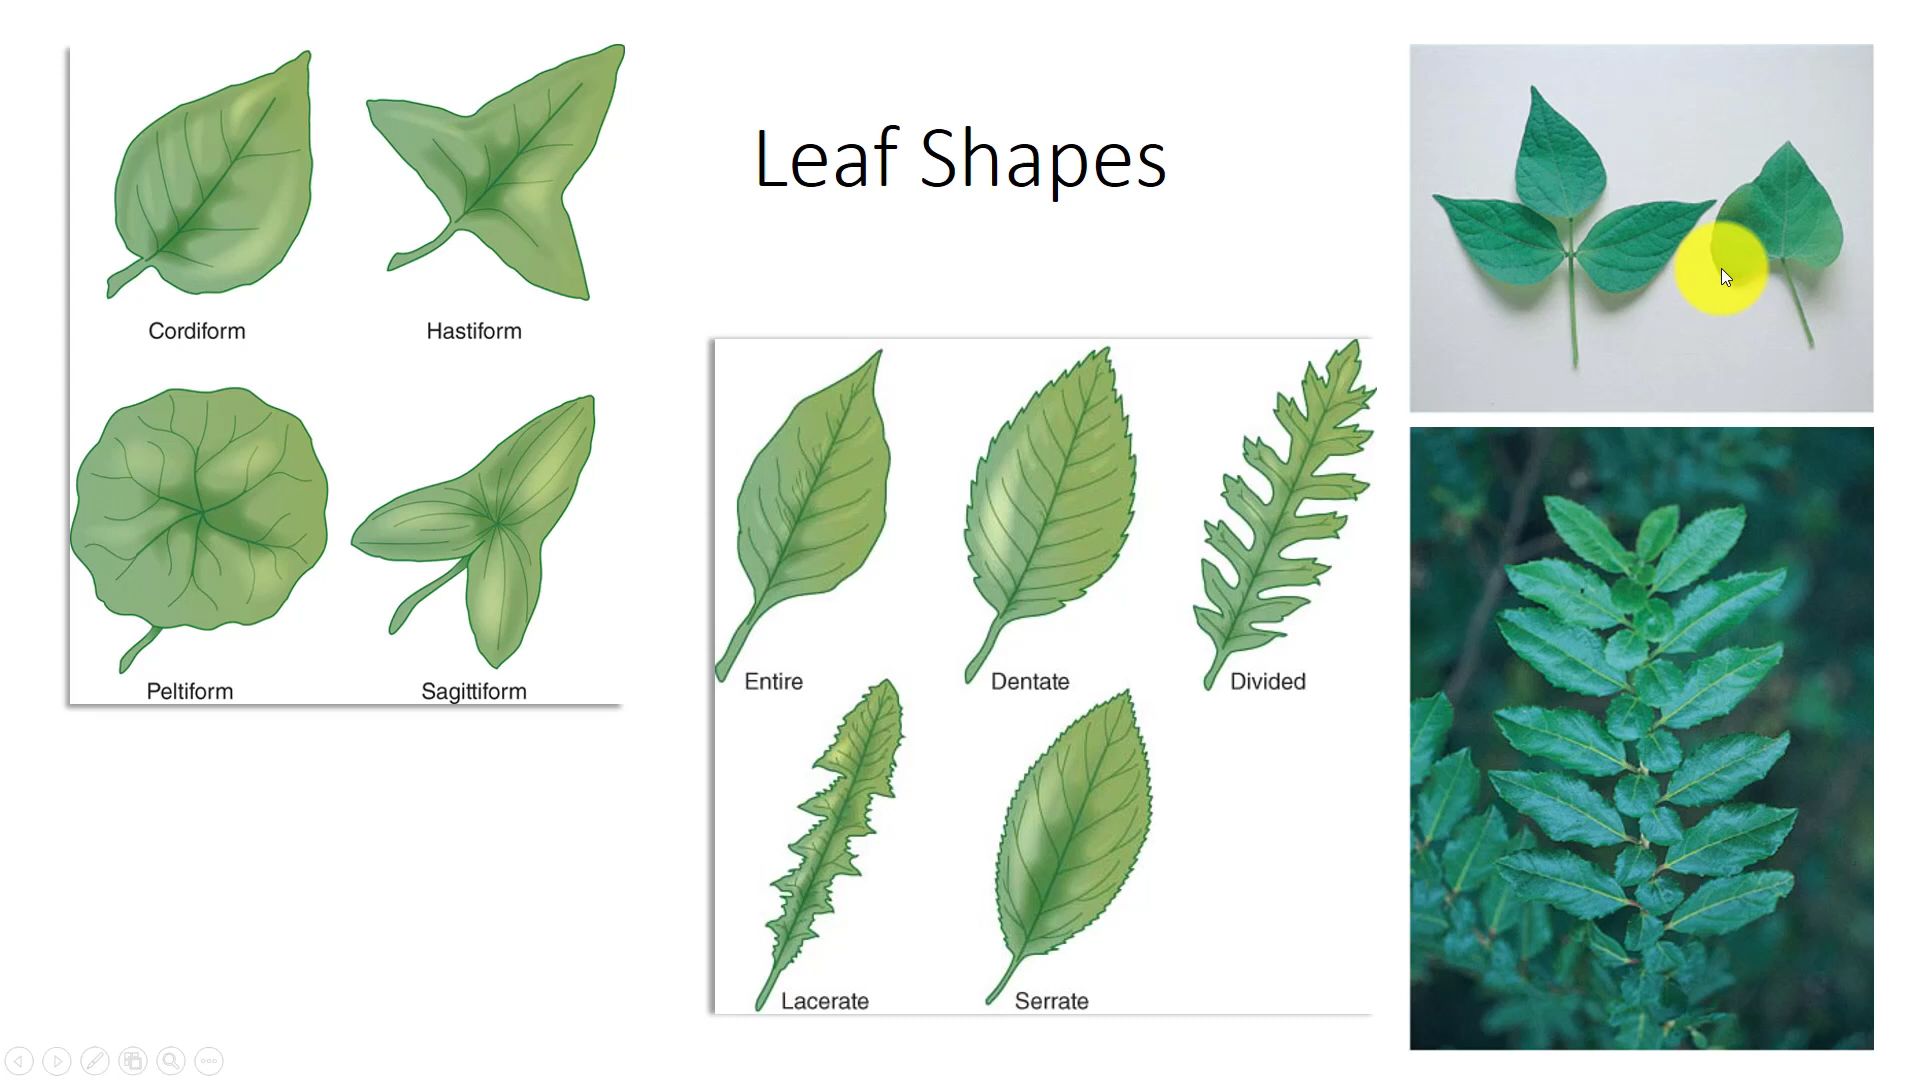 Leaf Shapes
Cordiform
Hastiform
Peltiform
Sagittiform
Entire
Dentate
Divided
Lacerate
Serrate